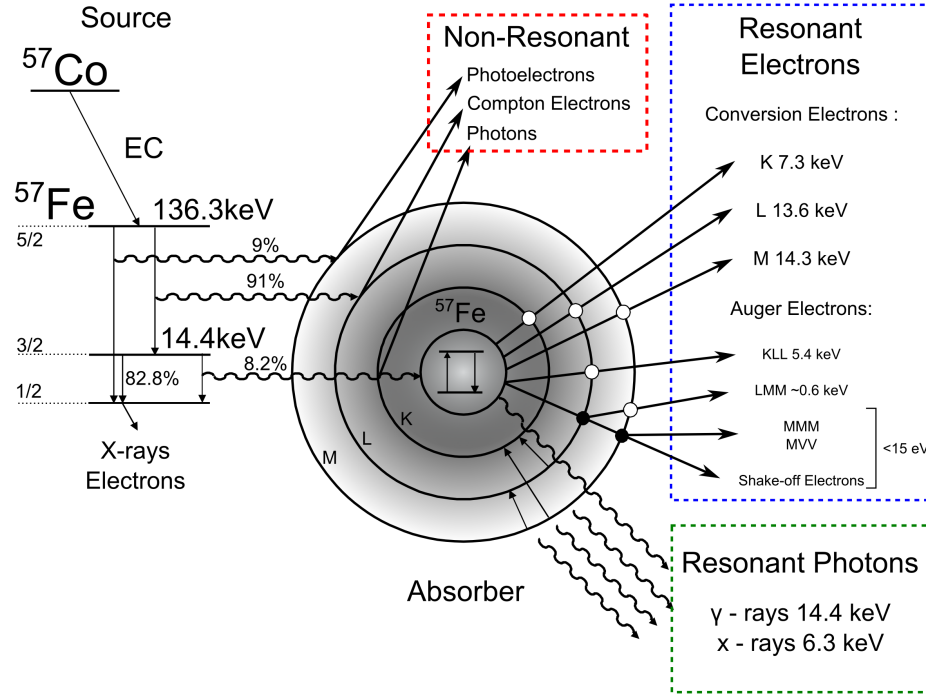 Source
57Co
EC
57Fe
136.3keV
5/2
9%
91%
14.4keV
3/2
82.8%
8.2%
1/2
X-rays
Electrons
Non-Resonant
Photoelectrons
Compton Electrons
Photons
57Fe
K
L
M
Absorber
Resonant
Electrons
Conversion Electrons :
K 7.3 keV
L 13.6 keV
M 14.3 keV
Auger Electrons:
KLL 5.4 keV
LMM ~0.6 keV
MMM
MVV
<15 eV
Shake-off Electrons
Resonant Photons
γ - rays 14.4 keV
x - rays 6.3 keV